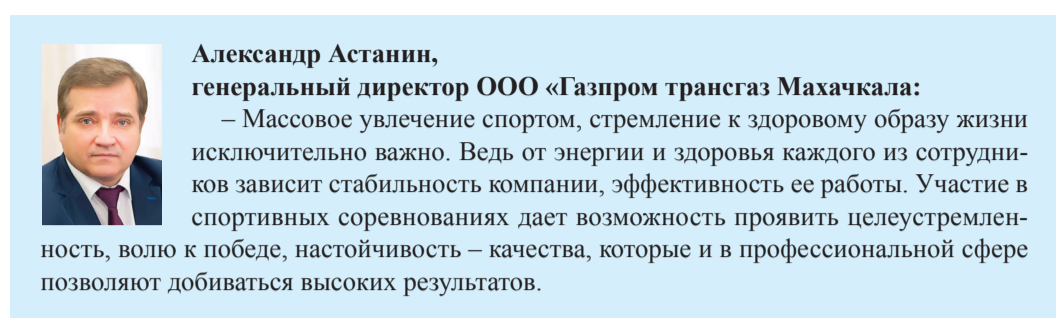 Александр Астанин,
генеральный директор ООО «Газпром трансгаз Махачкала:
– Массовое увлечение спортом, стремление к здоровому образу жизни
исключительно важно. Ведь от энергии и здоровья каждого из сотрудни-
ков зависит стабильность компании, эффективность ее работы. Участие в
спортивных соревнованиях дает возможность проявить целеустремлен-
ность, волю к победе, настойчивость – качества, которые и в профессиональной сфере
позволяют добиваться высоких результатов.